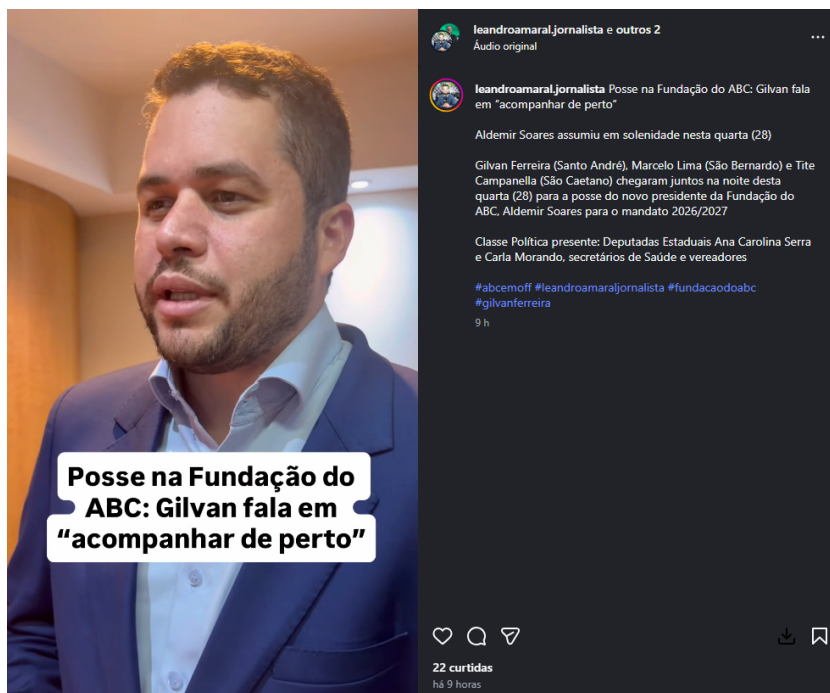 leandroamaral.jornalista e outros 2
Áudio original
leandroamaral.jornalista Posse na Fundação do ABC: Gilvan fala
em “acompanhar de perto”
Aldemir Soares assumiu em solenidade nesta quarta (28)
Gilvan Ferreira (Santo André), Marcelo Lima (São Bernardo) e Tite
Campanella (São Caetano) chegaram juntos na noite desta
quarta (28) para a posse do novo presidente da Fundação do
ABC, Aldemir Soares para o mandato 2026/2027
Classe Política presente: Deputadas Estaduais Ana Carolina Serra
e Carla Morando, secretários de Saúde e vereadores
#abcemoff #leandroamaraljornalista #fundacaodoabc
#gilvanferreira
9 h
Posse na Fundação do
ABC: Gilvan fala em
“acompanhar de perto”
22 curtidas
há 9 horas